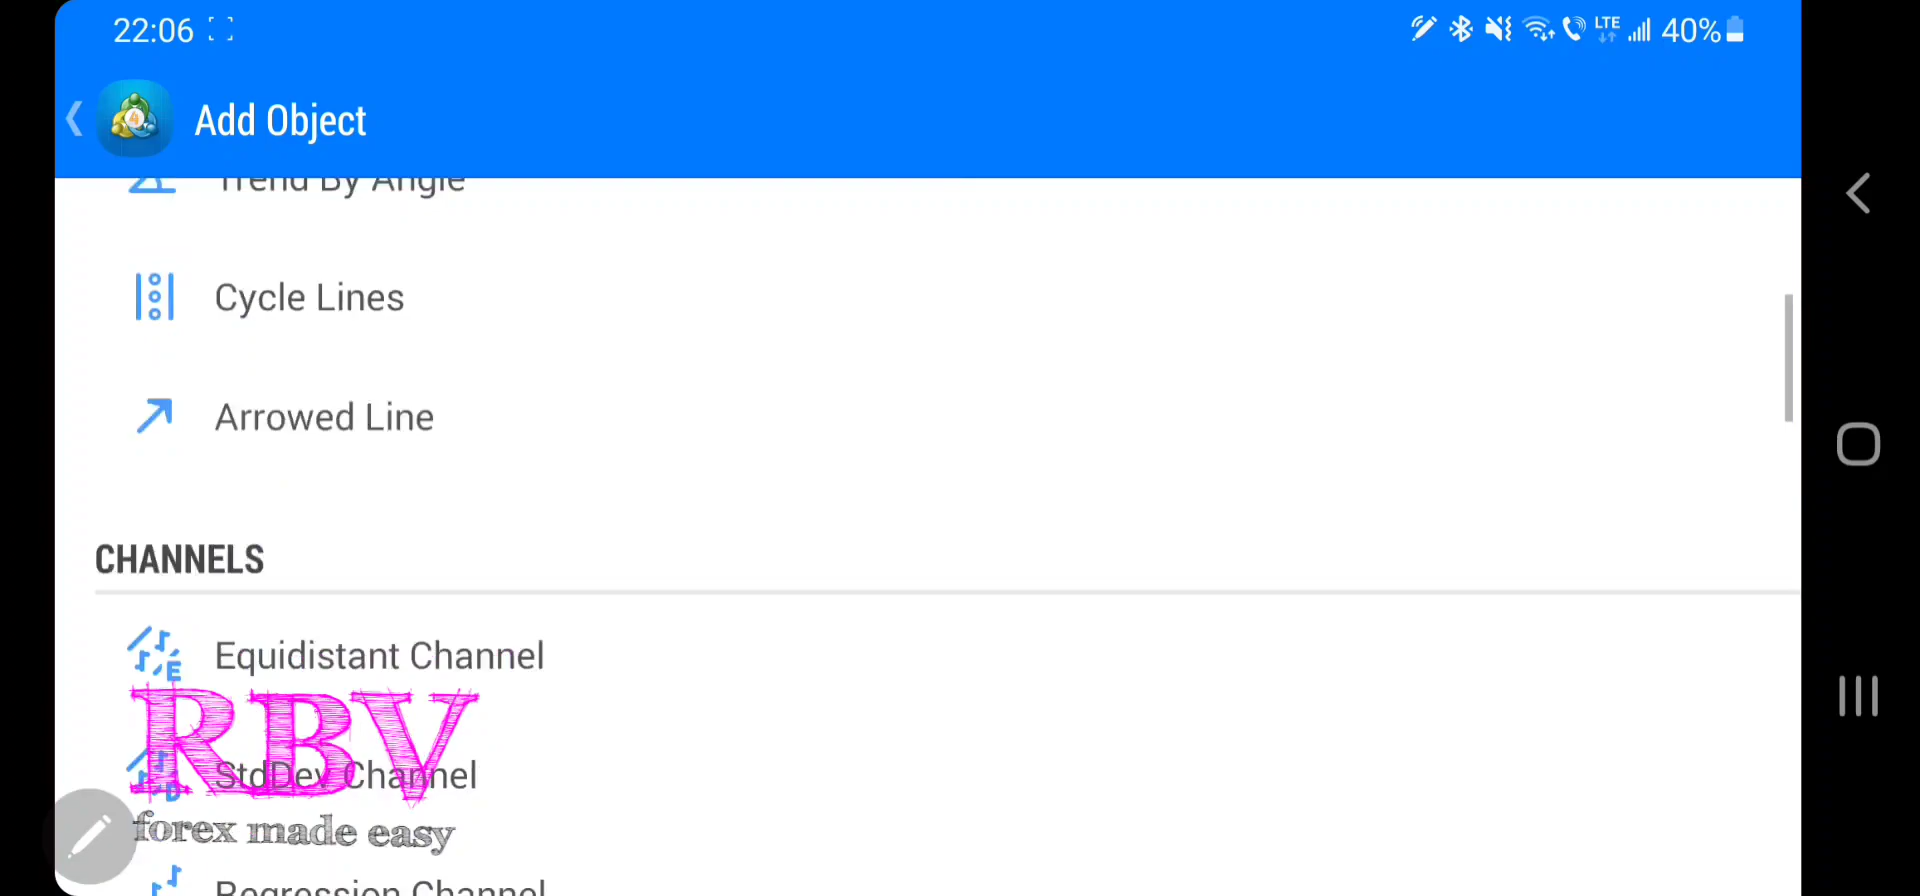 22:06 LTE 40%
4
Add Object
Trend By Angle
Cycle Lines
Arrowed Line
CHANNELS
Equidistant Channel
E
RBV
StdDev Channel
D
forex made easy
Regression Channel